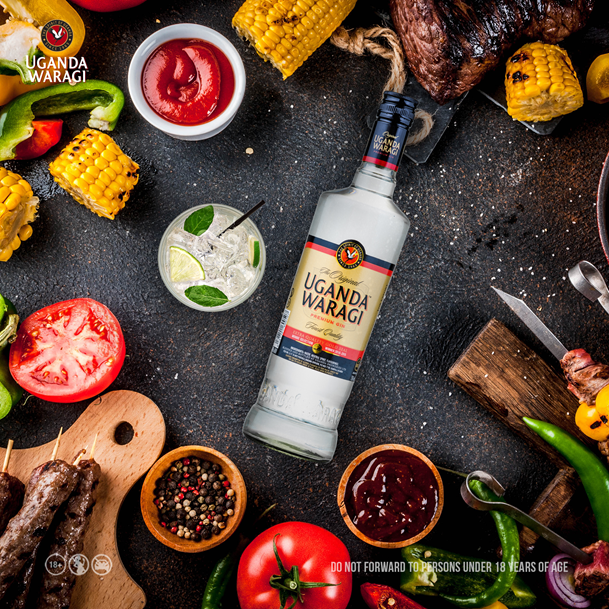 UGANDA
WARAGI
UGANDA
WARAGI
The Original
UGANDA
WARAGI
PREMIUM GIN
Finest Quality
18+
DO NOT FORWARD TO PERSONS UNDER 18 YEARS OF AGE